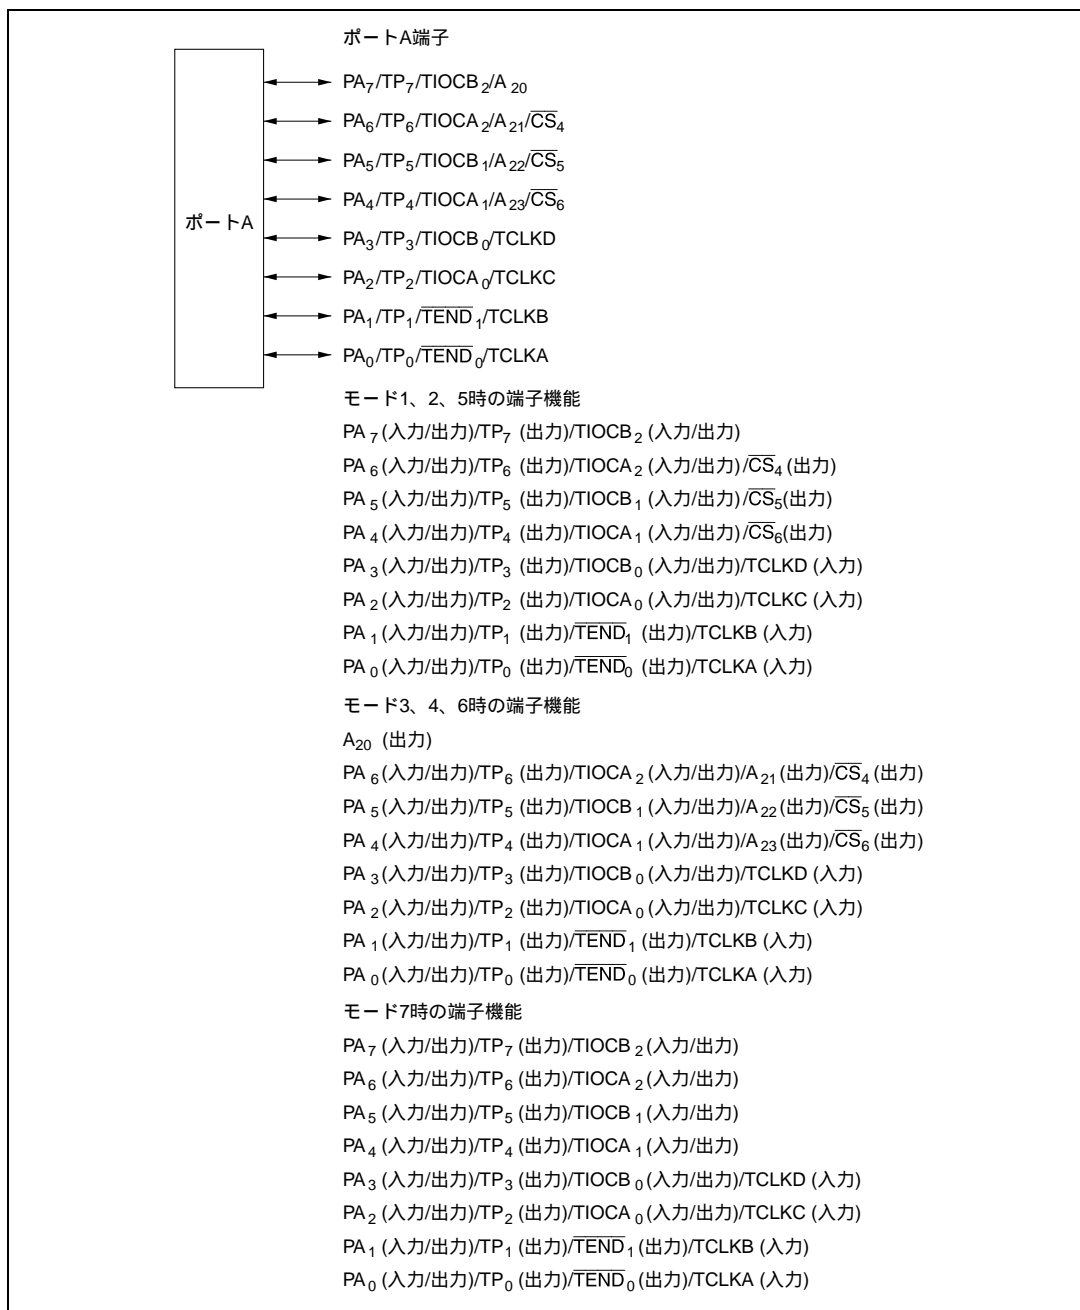 ポートA端子
PA7/TP7/TIOCB2/A20
PA6/TP6/TIOCA2/A21/C̅S̅4
PA5/TP5/TIOCB1/A22/C̅S̅5
PA4/TP4/TIOCA1/A23/C̅S̅6
ポートA
PA3/TP3/TIOCB0/TCLKD
PA2/TP2/TIOCA0/TCLKC
PA1/TP1/T̅E̅N̅D̅1/TCLKB
PA0/TP0/T̅E̅N̅D̅0/TCLKA
モード1、2、5時の端子機能
PA7(入力/出力)/TP7 (出力)/TIOCB2 (入力/出力)
PA6(入力/出力)/TP6 (出力)/TIOCA2 (入力/出力)/C̅S̅4 (出力)
PA5(入力/出力)/TP5 (出力)/TIOCB1 (入力/出力)/C̅S̅5(出力)
PA4(入力/出力)/TP4 (出力)/TIOCA1 (入力/出力)/C̅S̅6(出力)
PA3(入力/出力)/TP3 (出力)/TIOCB0 (入力/出力)/TCLKD (入力)
PA2(入力/出力)/TP2 (出力)/TIOCA0 (入力/出力)/TCLKC (入力)
PA1(入力/出力)/TP1 (出力)/T̅E̅N̅D̅1 (出力)/TCLKB (入力)
PA0(入力/出力)/TP0 (出力)/T̅E̅N̅D̅0 (出力)/TCLKA (入力)
モード3、4、6時の端子機能
A20 (出力)
PA6(入力/出力)/TP6 (出力)/TIOCA2(入力/出力)/A21(出力)/C̅S̅4(出力)
PA5(入力/出力)/TP5 (出力)/TIOCB1(入力/出力)/A22(出力)/C̅S̅5(出力)
PA4(入力/出力)/TP4 (出力)/TIOCA1(入力/出力)/A23(出力)/C̅S̅6(出力)
PA3(入力/出力)/TP3 (出力)/TIOCB0(入力/出力)/TCLKD (入力)
PA2(入力/出力)/TP2 (出力)/TIOCA0(入力/出力)/TCLKC (入力)
PA1(入力/出力)/TP1 (出力)/T̅E̅N̅D̅1(出力)/TCLKB (入力)
PA0(入力/出力)/TP0 (出力)/T̅E̅N̅D̅0(出力)/TCLKA (入力)
モード7時の端子機能
PA7 (入力/出力)/TP7 (出力)/TIOCB2(入力/出力)
PA6 (入力/出力)/TP6 (出力)/TIOCA2(入力/出力)
PA5 (入力/出力)/TP5 (出力)/TIOCB1(入力/出力)
PA4 (入力/出力)/TP4 (出力)/TIOCA1(入力/出力)
PA3 (入力/出力)/TP3 (出力)/TIOCB0(入力/出力)/TCLKD (入力)
PA2 (入力/出力)/TP2 (出力)/TIOCA0(入力/出力)/TCLKC (入力)
PA1 (入力/出力)/TP1 (出力)/T̅E̅N̅D̅1(出力)/TCLKB (入力)
PA0 (入力/出力)/TP0 (出力)/T̅E̅N̅D̅0(出力)/TCLKA (入力)